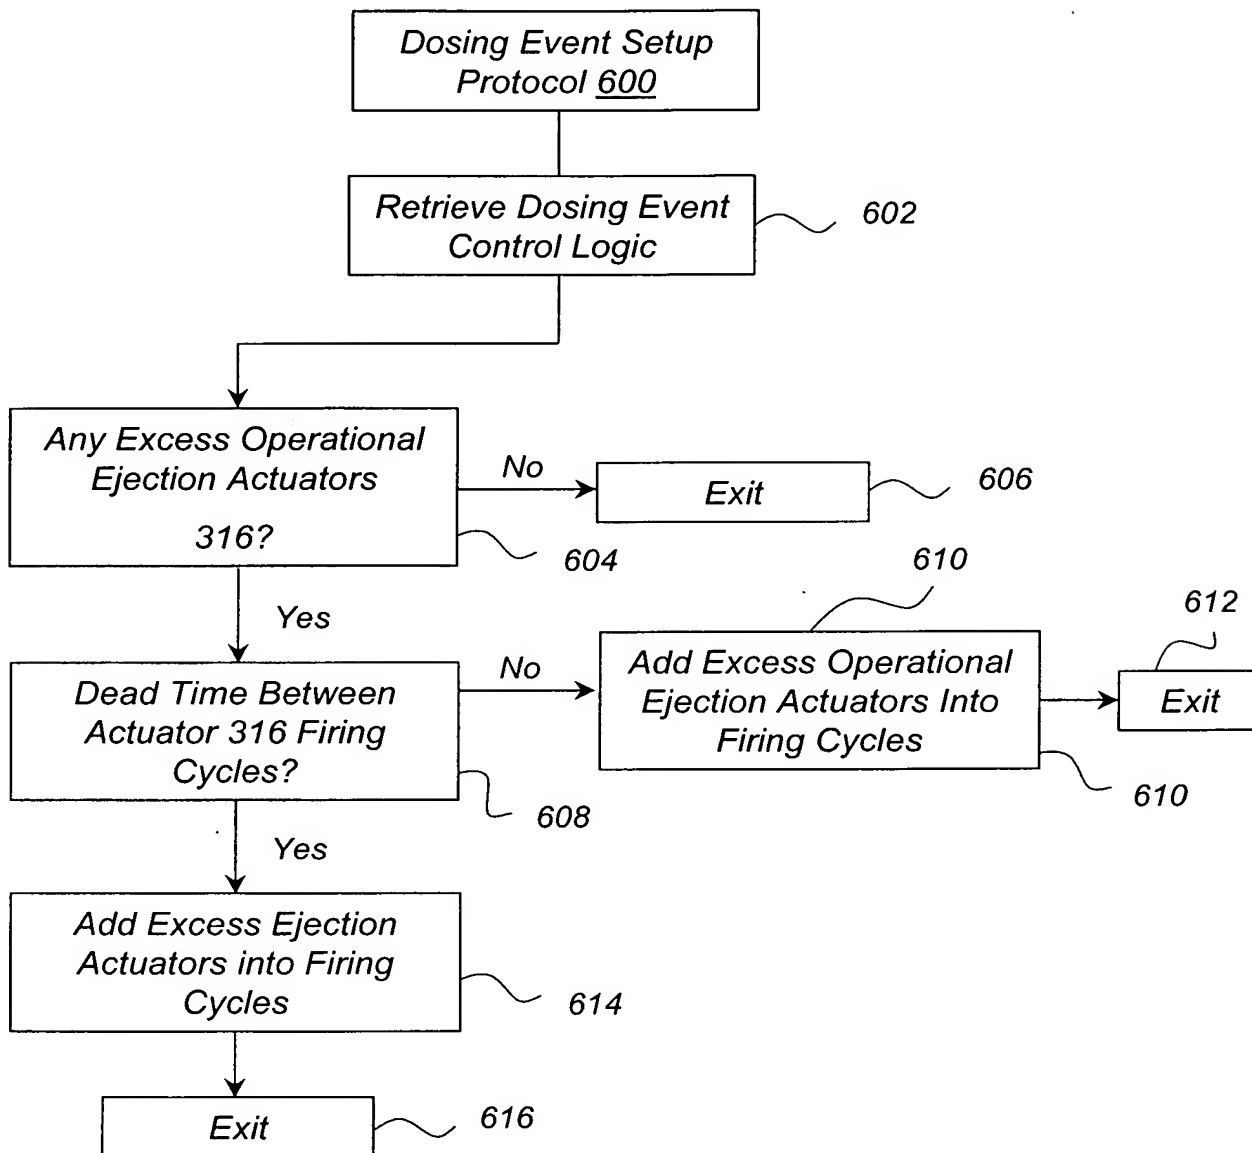 Dosing Event Setup
Protocol 600
Retrieve Dosing Event
Control Logic
602
Any Excess Operational
Ejection Actuators
316?
604
No
Exit
606
Yes
Dead Time Between
Actuator 316 Firing
Cycles?
608
No
610
Add Excess Operational
Ejection Actuators Into
Firing Cycles
610
612
Exit
Yes
Add Excess Ejection
Actuators into Firing
Cycles
614
Exit
616